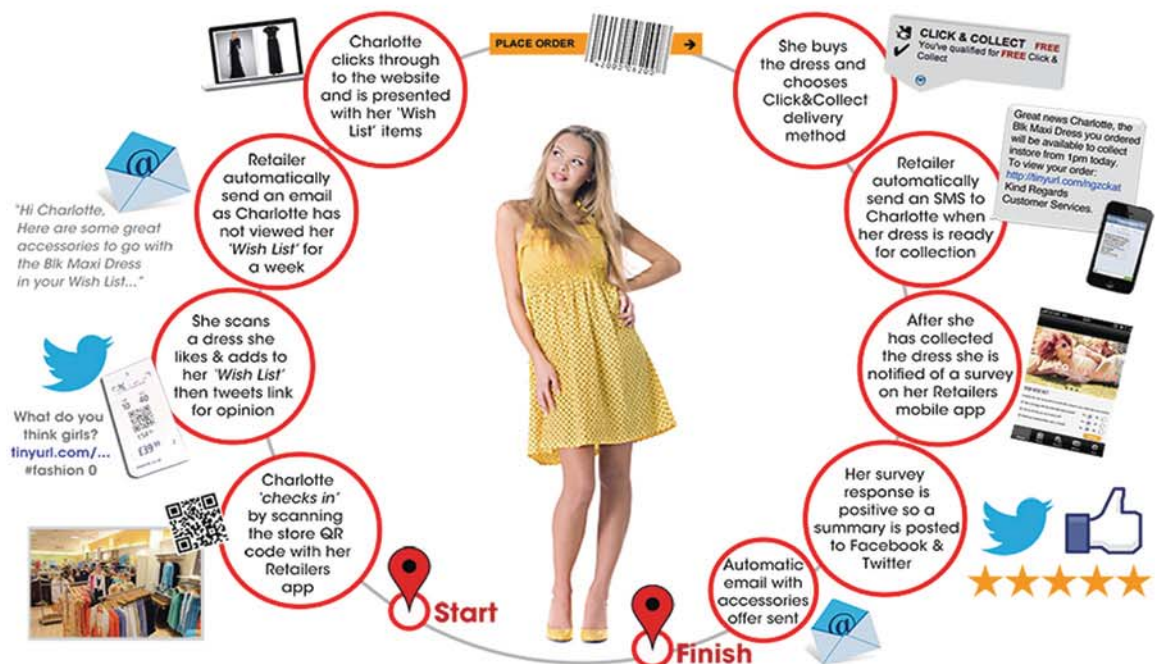 Charlotte
clicks through
to the website
and is presented
with her 'Wish
List' items
PLACE ORDER
She buys
the dress and
chooses
Click&Collect
delivery
method
CLICK & COLLECT FREE
You've qualified for FREE Click &
Collect
Retailer
automatically
send an email
as Charlotte has
not viewed her
'Wish List' for
a week
"Hi Charlotte,
Here are some great
accessories to go with
the Blk Maxi Dress
in your Wish List..."
Retailer
automatically
send an SMS to
Charlotte when
her dress is ready
for collection
Great news Charlotte, the
Blk Maxi Dress you ordered
will be available to collect
instore from 1pm today.
To view your order:
http://tinyurl.com/ngzckat
Kind Regards
Customer Services.
She scans
a dress she
likes & adds to
her 'Wish List'
then tweets link
for opinion
What do you
think girls?
tinyurl.com/...
#fashion 0
10 40
£39.99
After she
has collected
the dress she is
notified of a survey
on her Retailers
mobile app
Charlotte
'checks in'
by scanning
the store QR
code with her
Retailers
app
Her survey
response is
positive so a
summary is posted
to Facebook &
Twitter
Automatic
email with
accessories
offer sent
Start
Finish